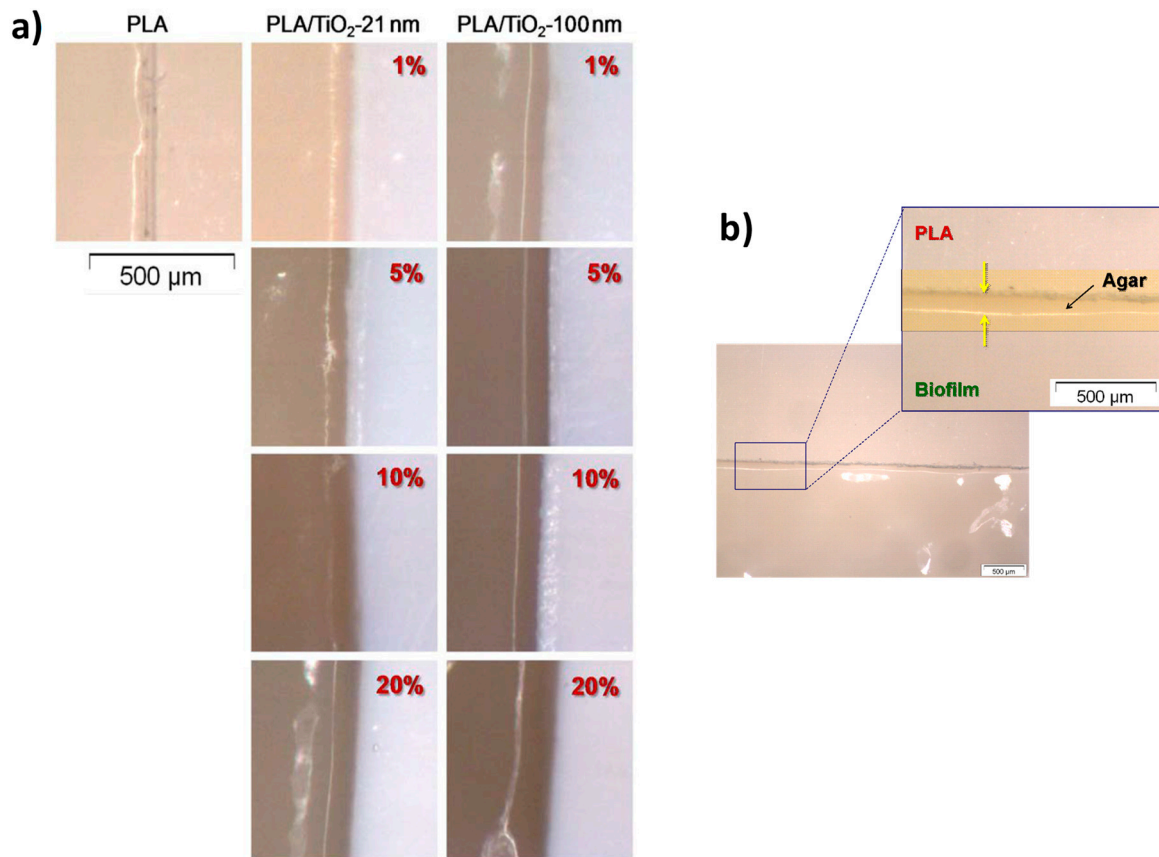 a)
PLA
PLA/TiO₂-21 nm
PLA/TiO₂-100 nm
1%
1%
500 µm
5%
5%
10%
10%
20%
20%
b)
PLA
Agar
Biofilm
500 µm
500 µm